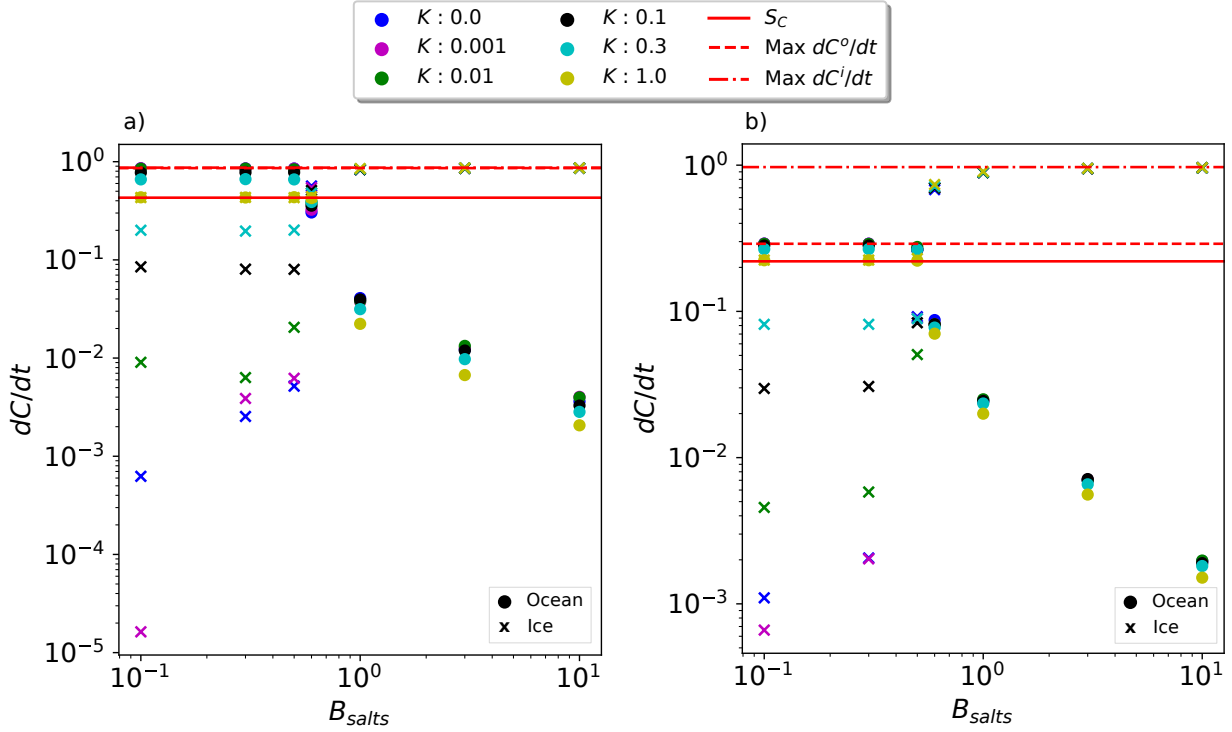 K : 0.0 K : 0.1 S_C
K : 0.001 K : 0.3 Max dC^o/dt
K : 0.01 K : 1.0 Max dC^i/dt
a)
10^0
10^-1
10^-2
10^-3
10^-4
10^-5
dC/dt
Ocean
Ice
10^-1 10^0 10^1
B_salts
b)
10^0
10^-1
10^-2
10^-3
dC/dt
Ocean
Ice
10^-1 10^0 10^1
B_salts